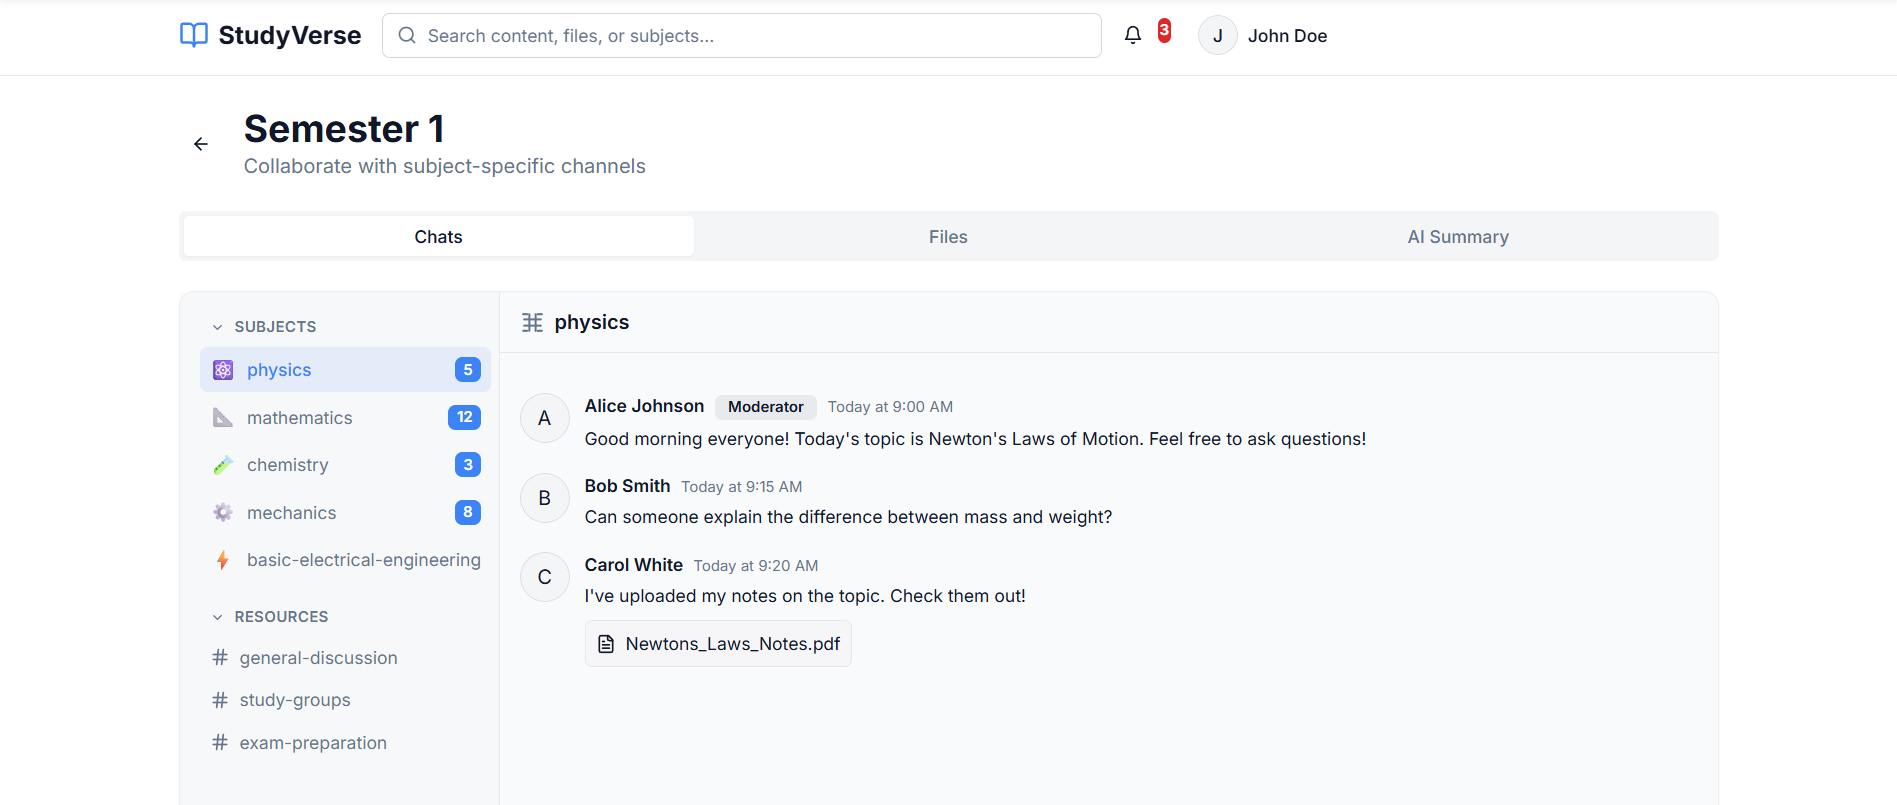 StudyVerse
Search content, files, or subjects...
3
J
John Doe
Semester 1
Collaborate with subject-specific channels
Chats
Files
AI Summary
SUBJECTS
physics
5
mathematics
12
chemistry
3
mechanics
8
basic-electrical-engineering
RESOURCES
# general-discussion
# study-groups
# exam-preparation
physics
A
Alice Johnson Moderator Today at 9:00 AM
Good morning everyone! Today's topic is Newton's Laws of Motion. Feel free to ask questions!
B
Bob Smith Today at 9:15 AM
Can someone explain the difference between mass and weight?
C
Carol White Today at 9:20 AM
I've uploaded my notes on the topic. Check them out!
Newtons_Laws_Notes.pdf